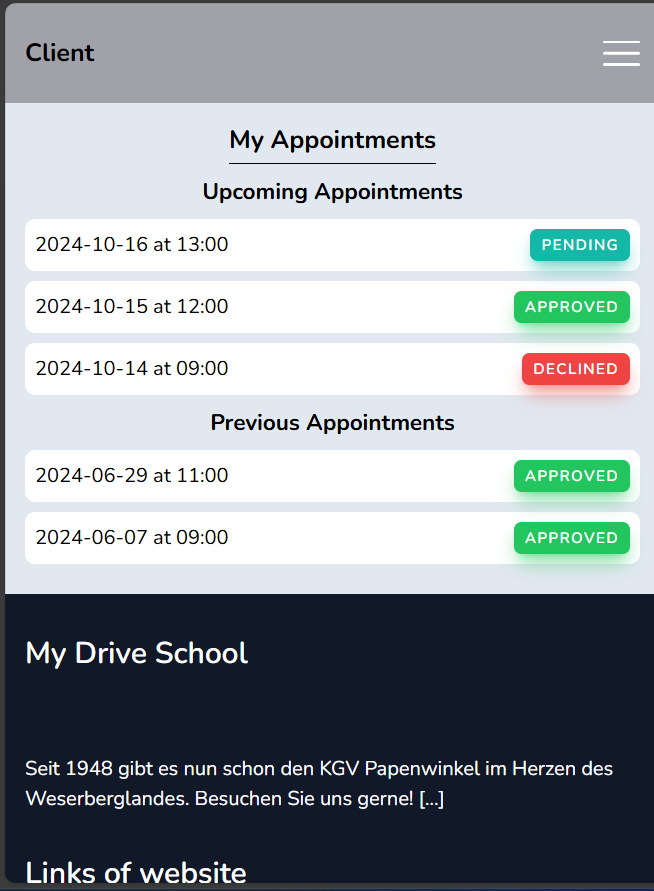 Client
My Appointments
Upcoming Appointments
2024-10-16 at 13:00 PENDING
2024-10-15 at 12:00 APPROVED
2024-10-14 at 09:00 DECLINED
Previous Appointments
2024-06-29 at 11:00 APPROVED
2024-06-07 at 09:00 APPROVED
My Drive School
Seit 1948 gibt es nun schon den KGV Papenwinkel im Herzen des
Weserberglandes. Besuchen Sie uns gerne! [...]
Links of website